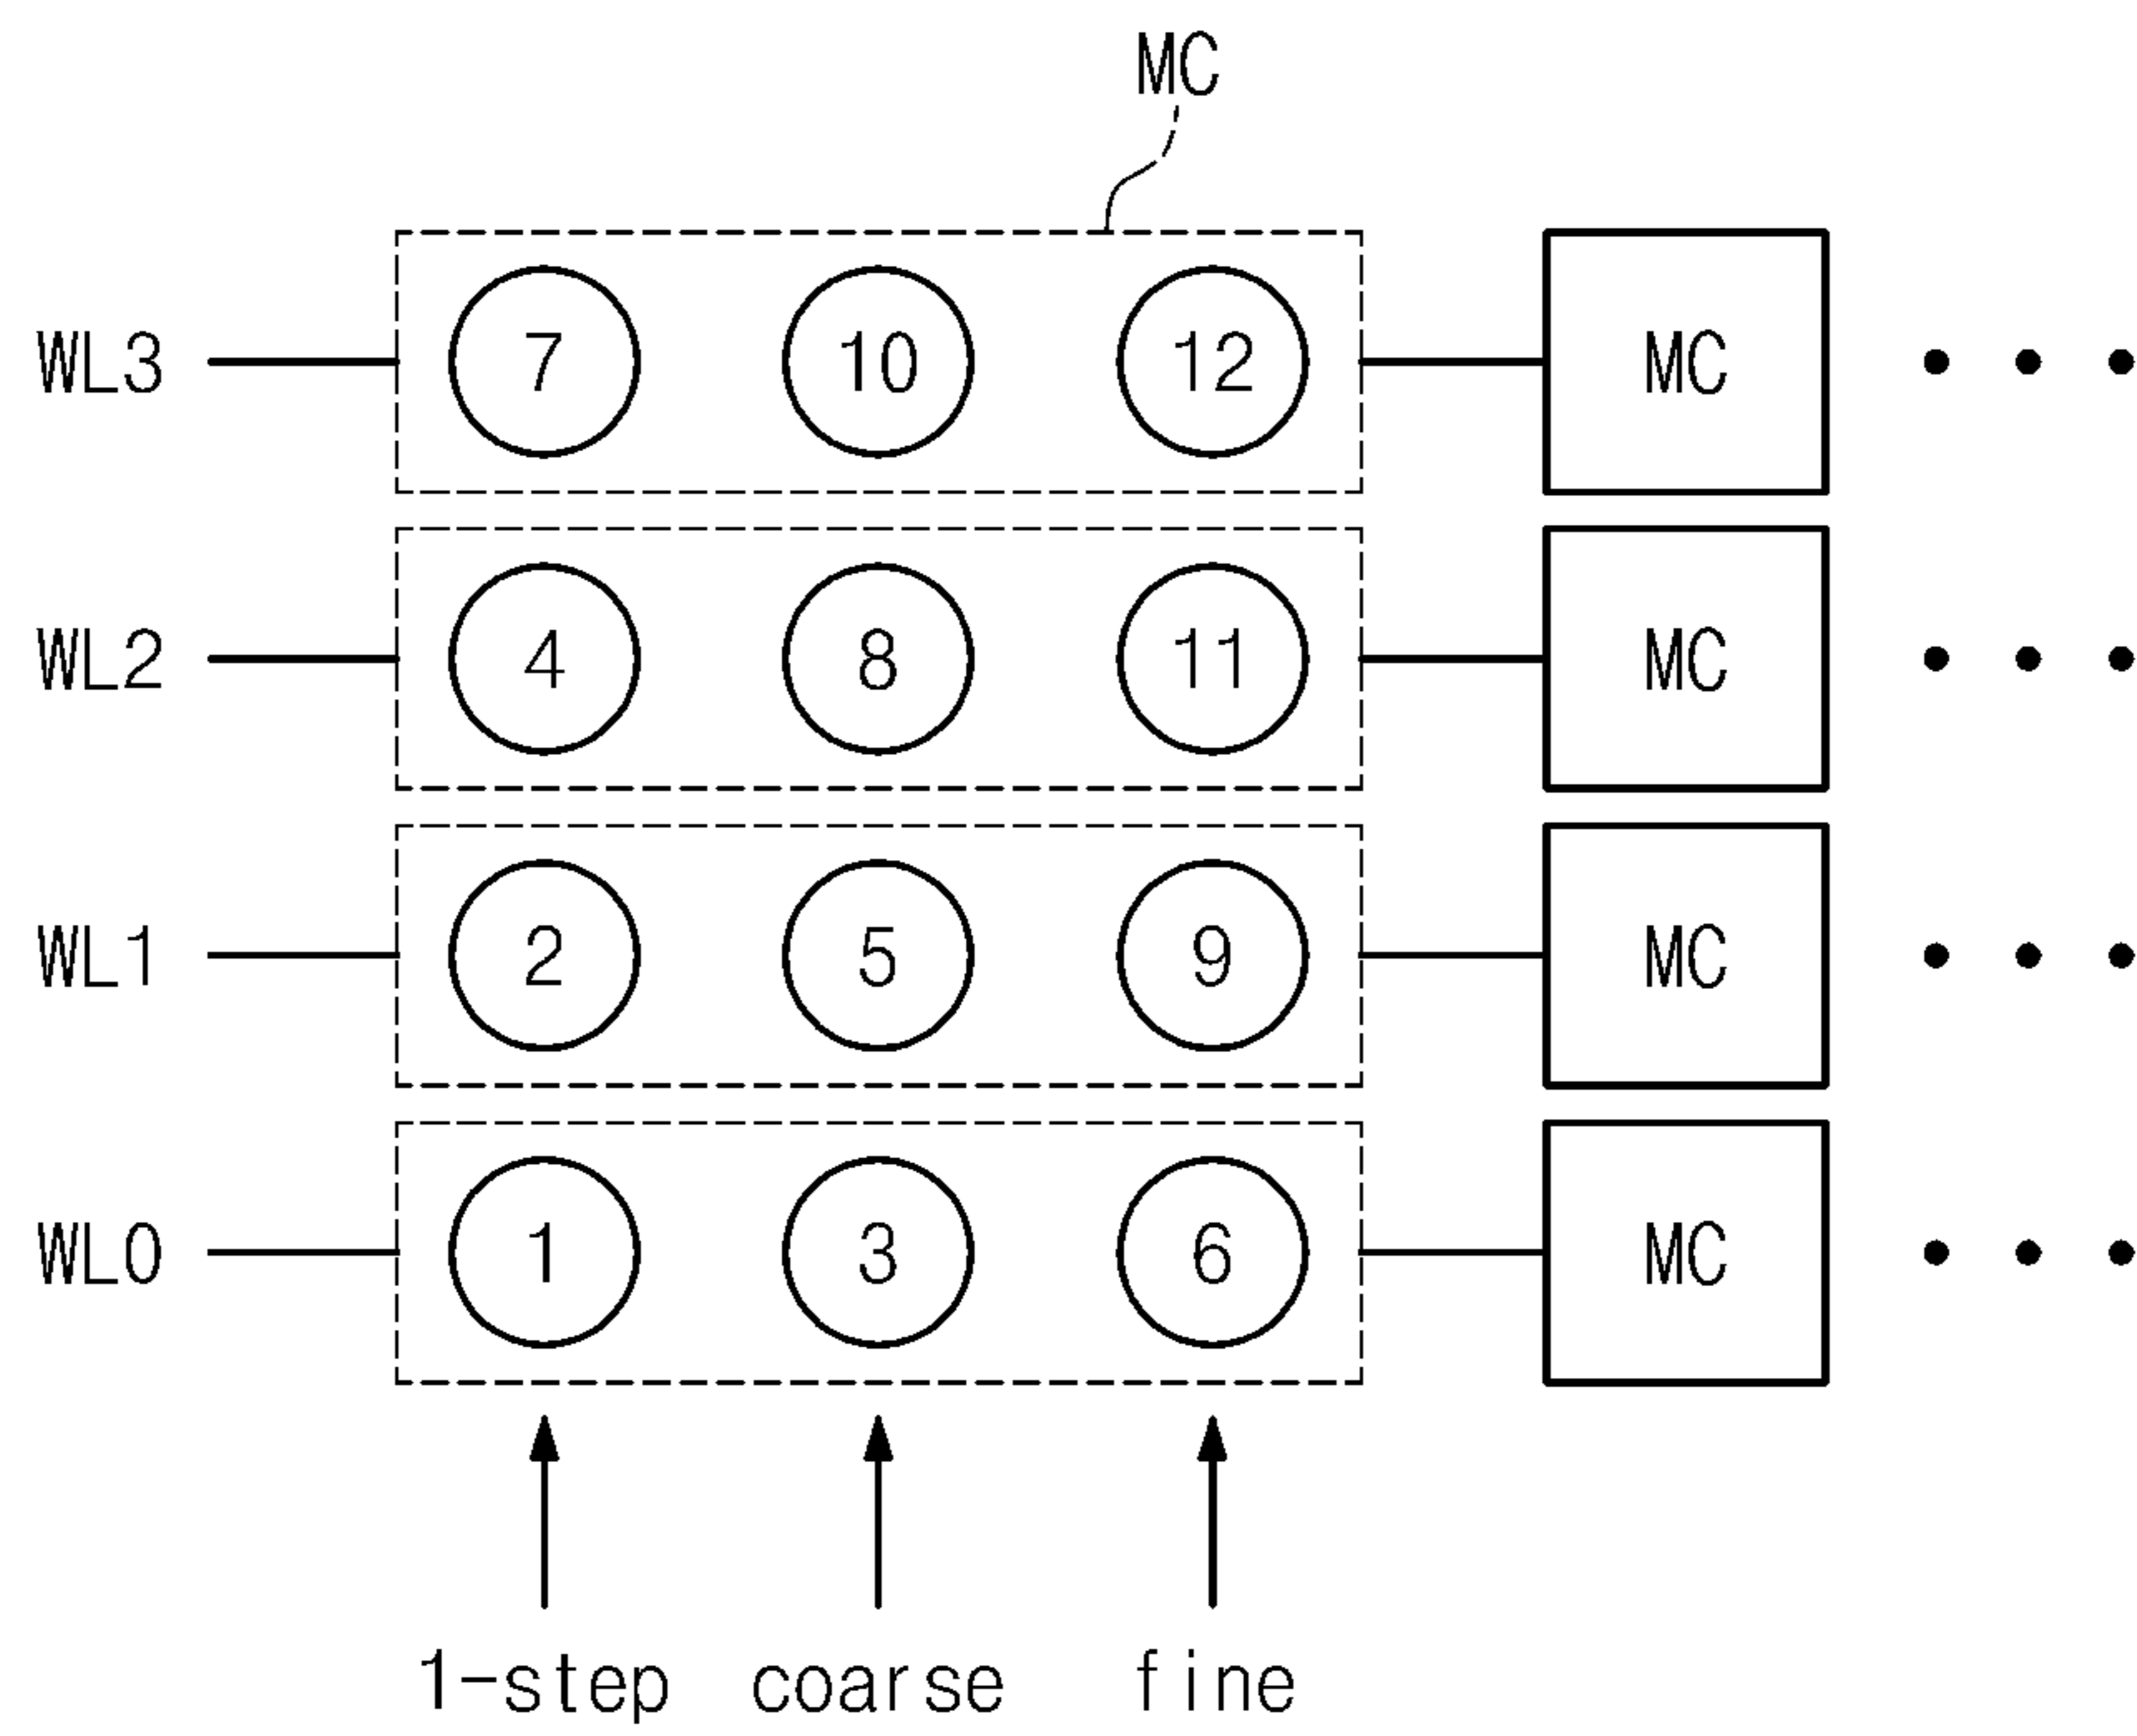 MC
WL3 7 10 12 MC
WL2 4 8 11 MC
WL1 2 5 9 MC
WL0 1 3 6 MC
1-step coarse fine